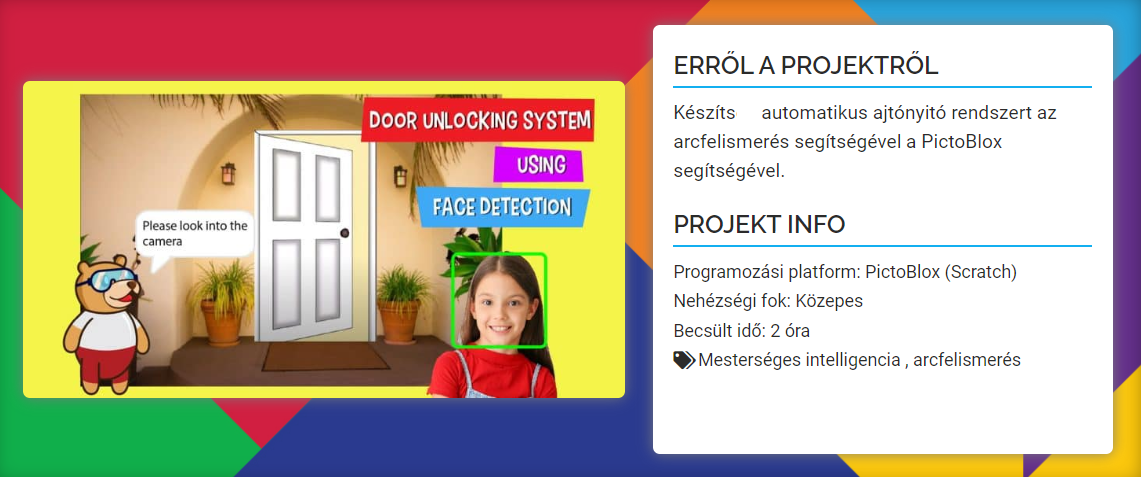 DOOR UNLOCKING SYSTEM
USING
FACE DETECTION
Please look into the
camera
ERRŐL A PROJEKTRŐL
Készíts automatikus ajtónyitó rendszert az
arcfelismerés segítségével a PictoBlox
segítségével.
PROJEKT INFO
Programozási platform: PictoBlox (Scratch)
Nehézségi fok: Közepes
Becsült idő: 2 óra
Mesterséges intelligencia , arcfelismerés